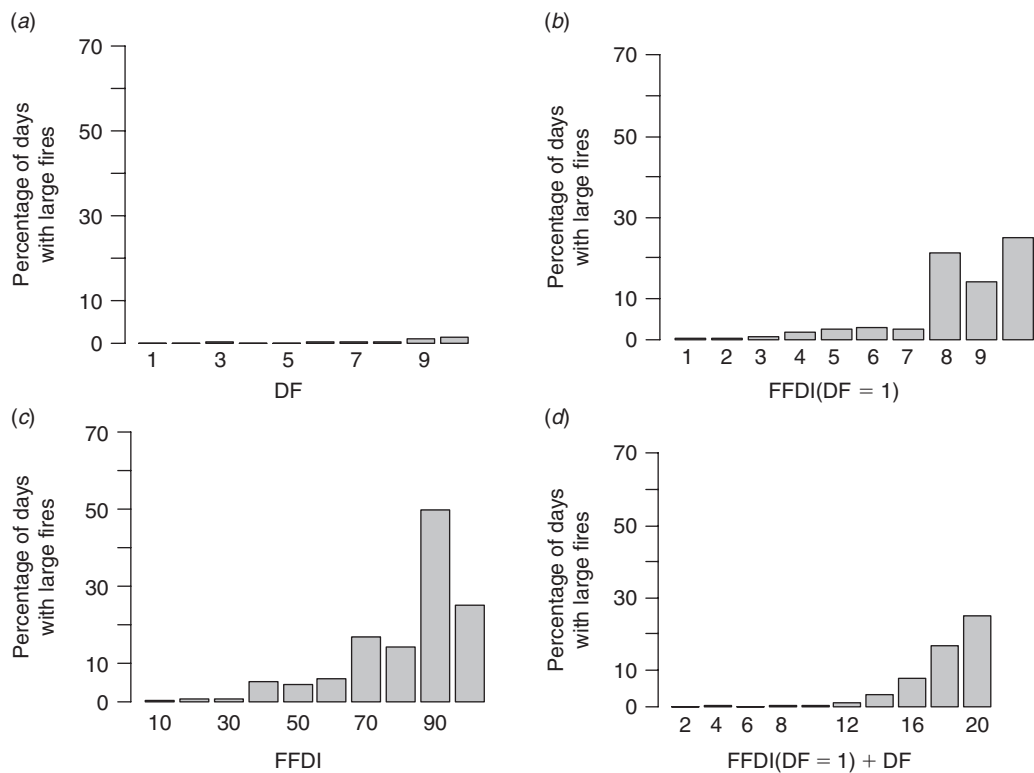 (a)
70
50
30
10
0
Percentage of days
with large fires
1 3 5 7 9
DF
(b)
70
50
30
10
0
Percentage of days
with large fires
1 2 3 4 5 6 7 8 9
FFDI(DF = 1)
(c)
70
50
30
10
0
Percentage of days
with large fires
10 30 50 70 90
FFDI
(d)
70
50
30
10
0
Percentage of days
with large fires
2 4 6 8 12 16 20
FFDI(DF = 1) + DF